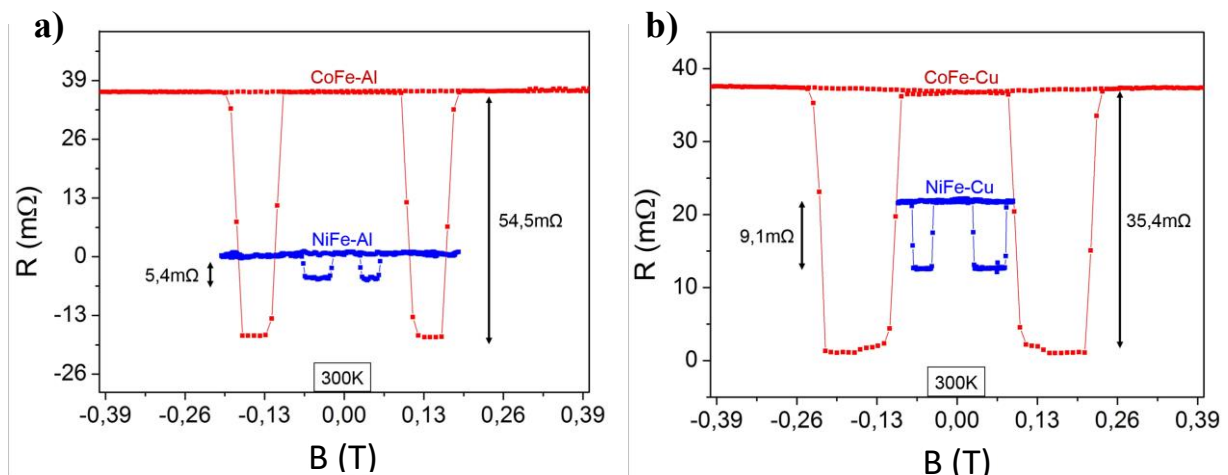 a)
CoFe-Al
NiFe-Al
54,5mΩ
5,4mΩ
300K
R (mΩ)
39
26
13
0
-13
-26
-0,39
-0,26
-0,13
0,00
0,13
0,26
0,39
B (T)
b)
CoFe-Cu
NiFe-Cu
9,1mΩ
35,4mΩ
300K
R (mΩ)
40
30
20
10
0
-0,39
-0,26
-0,13
0,00
0,13
0,26
0,39
B (T)